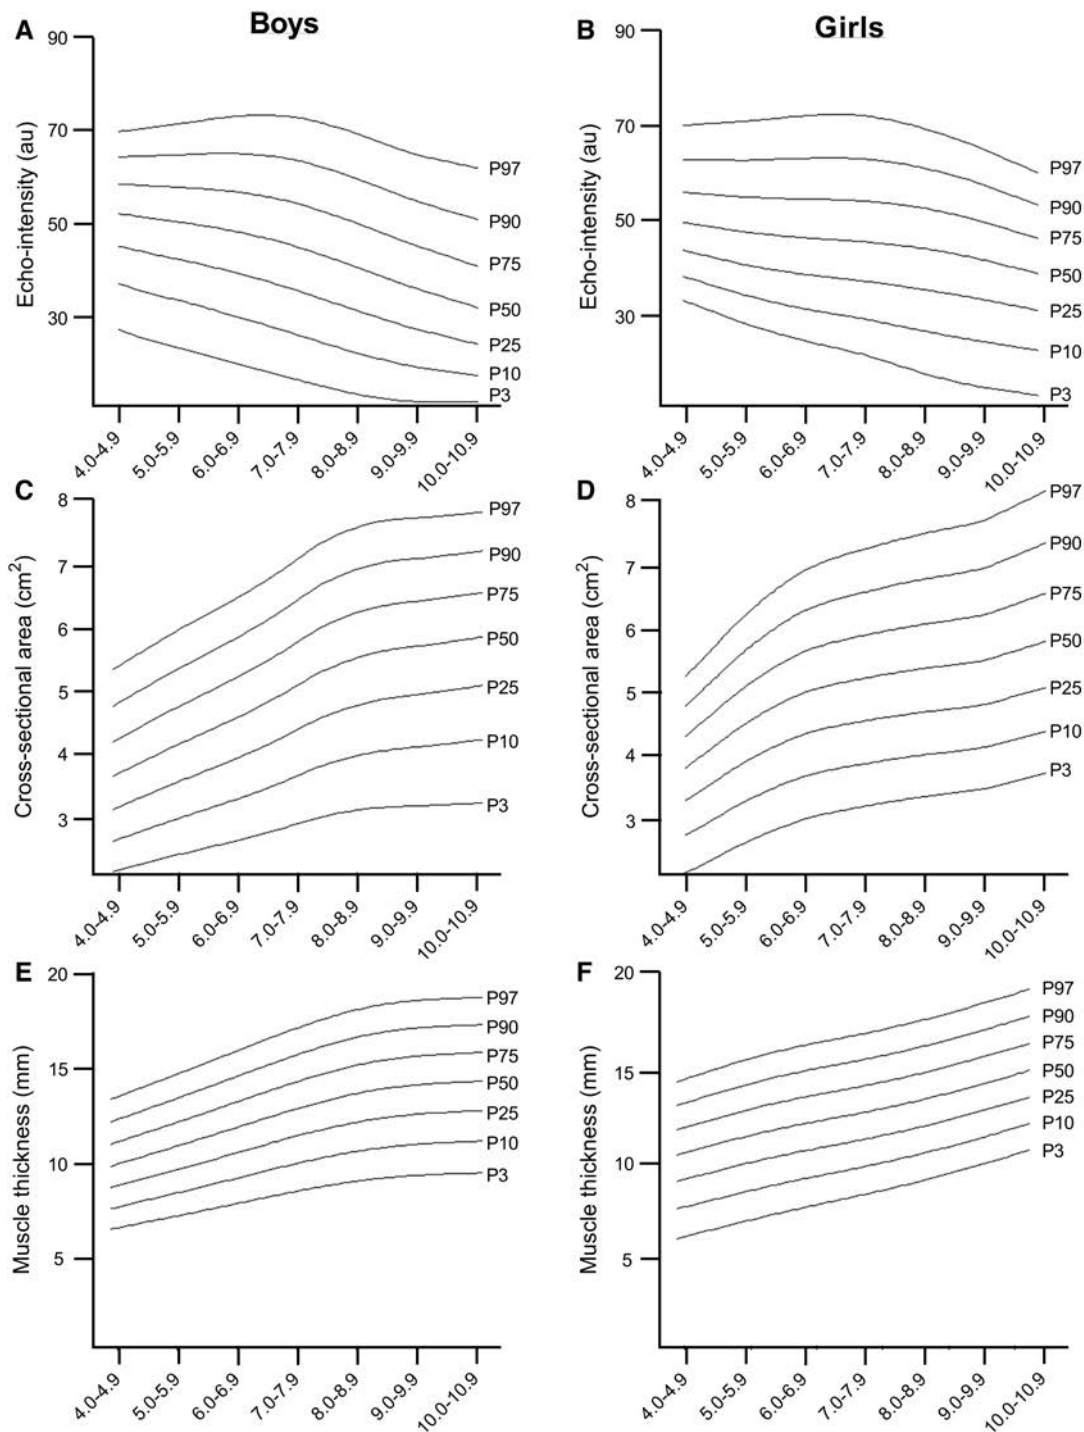 Boys
Girls
A
B
90
70
50
30
Echo-intensity (au)
P97
P90
P75
P50
P25
P10
P3
4.0-4.9
5.0-5.9
6.0-6.9
7.0-7.9
8.0-8.9
9.0-9.9
10.0-10.9
90
70
50
30
Echo-intensity (au)
P97
P90
P75
P50
P25
P10
P3
4.0-4.9
5.0-5.9
6.0-6.9
7.0-7.9
8.0-8.9
9.0-9.9
10.0-10.9
C
8
7
6
5
4
3
Cross-sectional area (cm²)
P97
P90
P75
P50
P25
P10
P3
4.0-4.9
5.0-5.9
6.0-6.9
7.0-7.9
8.0-8.9
9.0-9.9
10.0-10.9
D
8
7
6
5
4
3
Cross-sectional area (cm²)
P97
P90
P75
P50
P25
P10
P3
4.0-4.9
5.0-5.9
6.0-6.9
7.0-7.9
8.0-8.9
9.0-9.9
10.0-10.9
E
20
15
10
5
Muscle thickness (mm)
P97
P90
P75
P50
P25
P10
P3
4.0-4.9
5.0-5.9
6.0-6.9
7.0-7.9
8.0-8.9
9.0-9.9
10.0-10.9
F
20
15
10
5
Muscle thickness (mm)
P97
P90
P75
P50
P25
P10
P3
4.0-4.9
5.0-5.9
6.0-6.9
7.0-7.9
8.0-8.9
9.0-9.9
10.0-10.9